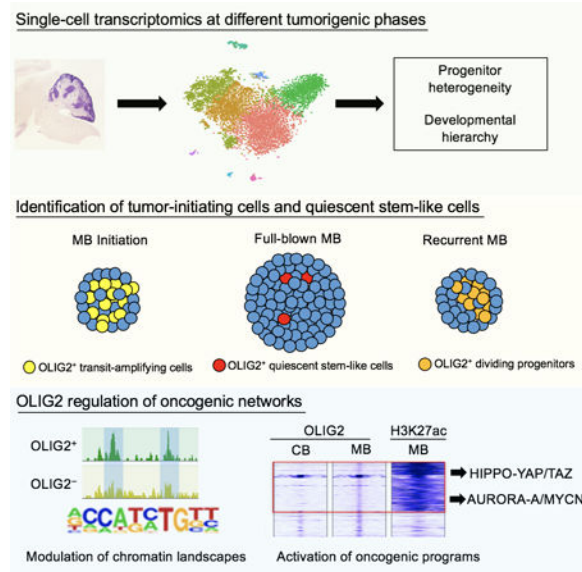 Single-cell transcriptomics at different tumorigenic phases
Progenitor
heterogeneity
Developmental
hierarchy
Identification of tumor-initiating cells and quiescent stem-like cells
MB Initiation
Full-blown MB
Recurrent MB
OLIG2⁺ transit-amplifying cells
OLIG2⁺ quiescent stem-like cells
OLIG2⁺ dividing progenitors
OLIG2 regulation of oncogenic networks
OLIG2⁺
OLIG2⁻
OLIG2
H3K27ac
CB
MB
MB
HIPPO-YAP/TAZ
AURORA-A/MYCN
Modulation of chromatin landscapes
Activation of oncogenic programs